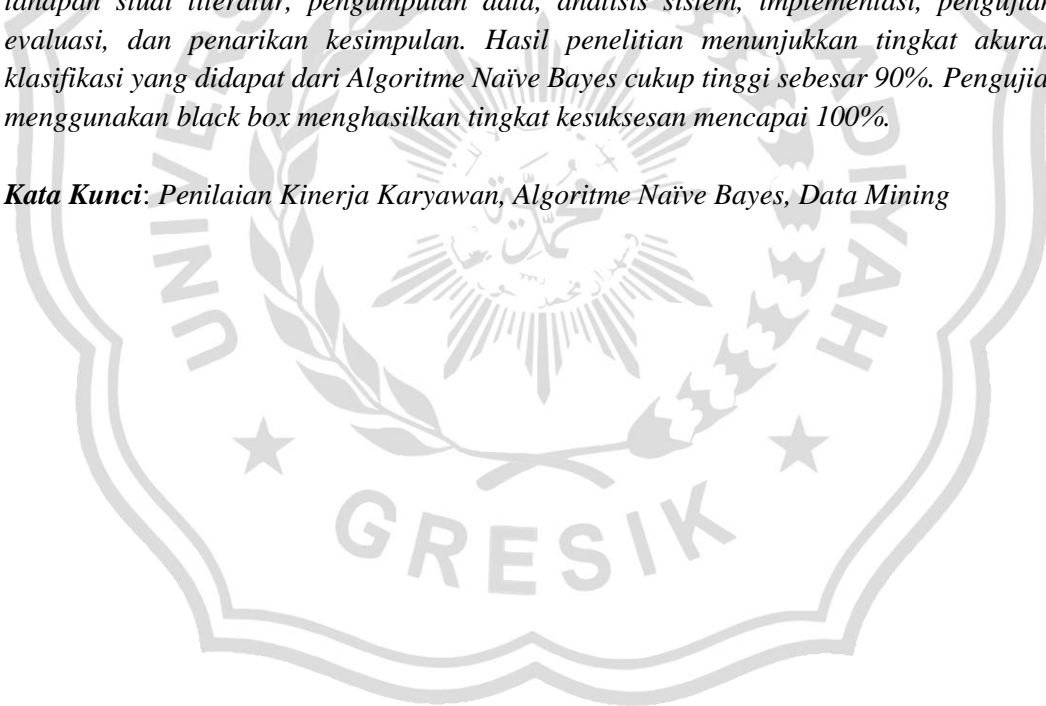 tahapan studi literatur, pengumpulan data, analisis sistem, implementasi, pengujian
evaluasi, dan penarikan kesimpulan. Hasil penelitian menunjukkan tingkat akuras
klasifikasi yang didapat dari Algoritme Naïve Bayes cukup tinggi sebesar 90%. Pengujia
menggunakan black box menghasilkan tingkat kesuksesan mencapai 100%.
Kata Kunci: Penilaian Kinerja Karyawan, Algoritme Naïve Bayes, Data Mining
GRESIK